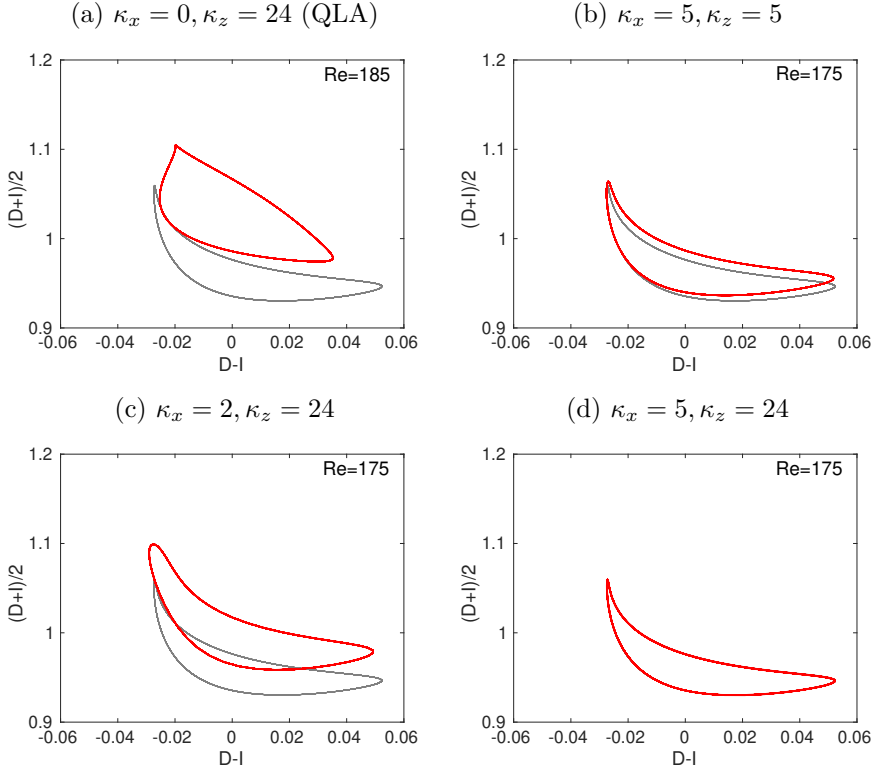 (a) κx = 0, κz = 24 (QLA)
1.2
Re=185
1.1
(D+I)/2
1
0.9
-0.06 -0.04 -0.02 0 0.02 0.04 0.06
D-I
(b) κx = 5, κz = 5
1.2
Re=175
1.1
(D+I)/2
1
0.9
-0.06 -0.04 -0.02 0 0.02 0.04 0.06
D-I
(c) κx = 2, κz = 24
1.2
Re=175
1.1
(D+I)/2
1
0.9
-0.06 -0.04 -0.02 0 0.02 0.04 0.06
D-I
(d) κx = 5, κz = 24
1.2
Re=175
1.1
(D+I)/2
1
0.9
-0.06 -0.04 -0.02 0 0.02 0.04 0.06
D-I